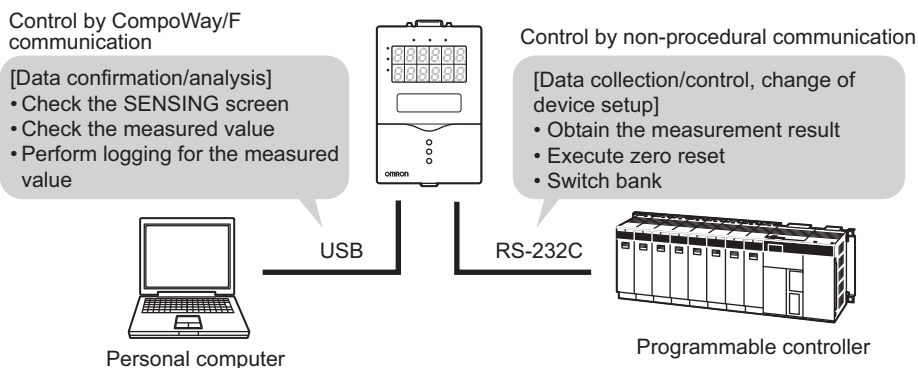 Control by CompoWay/F
communication
[Data confirmation/analysis]
• Check the SENSING screen
• Check the measured value
• Perform logging for the measured
value
OMRON
Control by non-procedural communication
[Data collection/control, change of
device setup]
• Obtain the measurement result
• Execute zero reset
• Switch bank
USB
RS-232C
Personal computer
Programmable controller